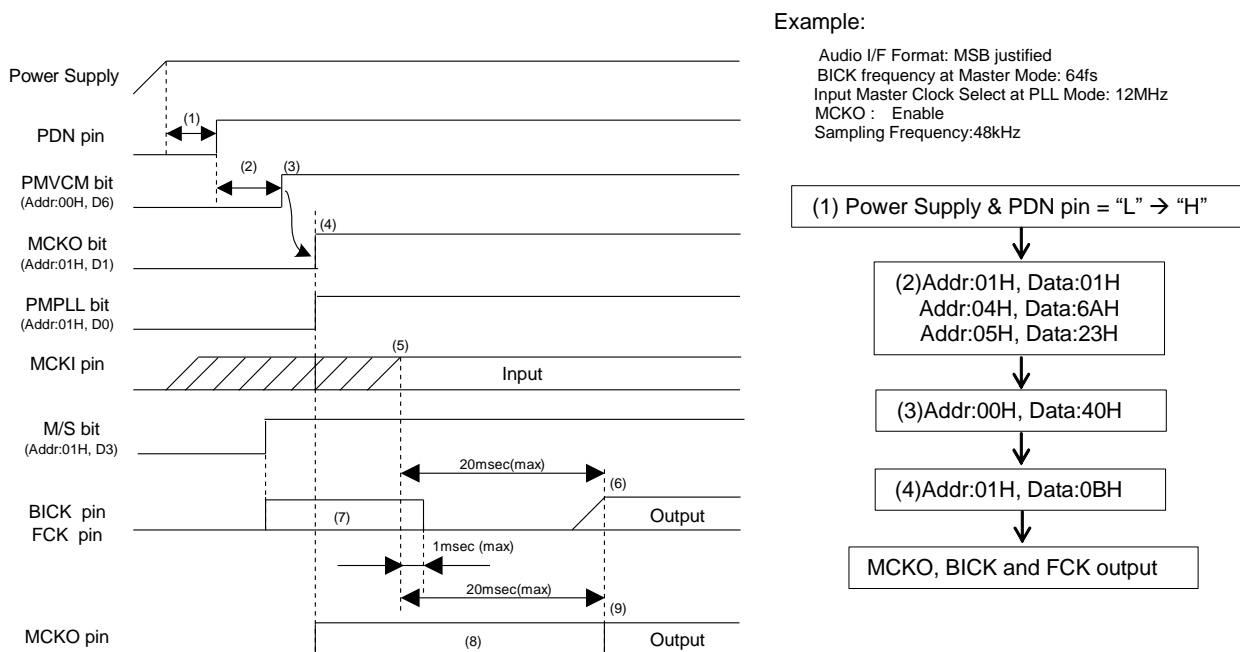 Example:
Audio I/F Format: MSB justified
BICK frequency at Master Mode: 64fs
Input Master Clock Select at PLL Mode: 12MHz
MCKO : Enable
Sampling Frequency:48kHz
Power Supply
(1)
PDN pin
(2)
(3)
PMVCM bit
(Addr:00H, D6)
(4)
MCKO bit
(Addr:01H, D1)
PMPLL bit
(Addr:01H, D0)
(5)
MCKI pin
Input
M/S bit
(Addr:01H, D3)
20msec(max)
(6)
BICK pin
FCK pin
(7)
Output
1msec (max)
20msec(max)
(9)
MCKO pin
(8)
Output
(1) Power Supply & PDN pin = “L” → “H”
(2)Addr:01H, Data:01H
Addr:04H, Data:6AH
Addr:05H, Data:23H
(3)Addr:00H, Data:40H
(4)Addr:01H, Data:0BH
MCKO, BICK and FCK output